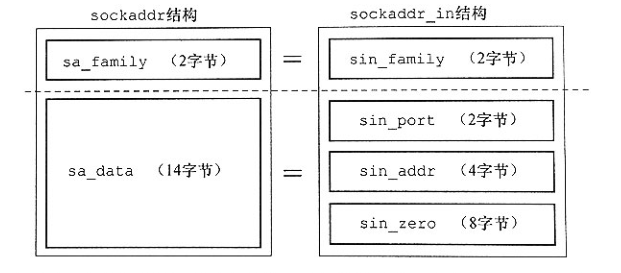 sockaddr结构
sockaddr_in结构
sa_family （2字节）
=
sin_family （2字节）
sin_port （2字节）
sa_data （14字节）
=
sin_addr （4字节）
sin_zero （8字节）